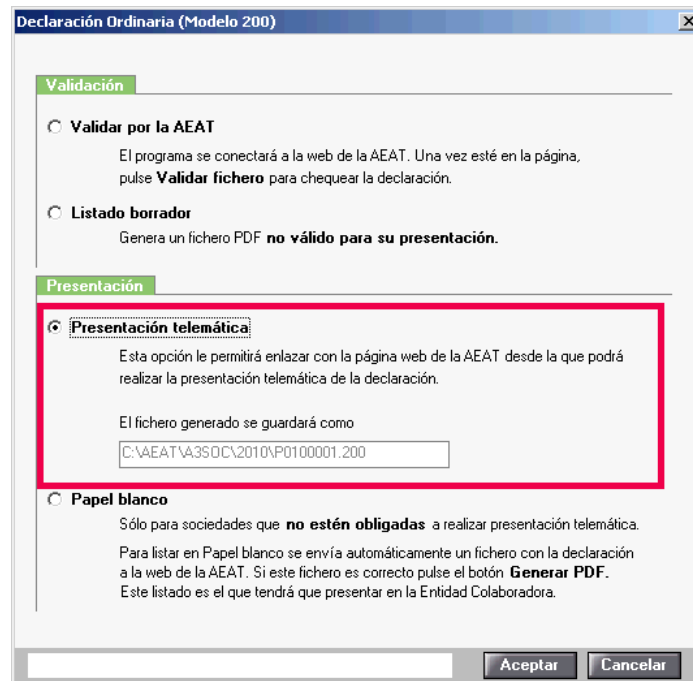 Declaración Ordinaria (Modelo 200)
Validación
Validar por la AEAT
El programa se conectará a la web de la AEAT. Una vez esté en la página,
pulse Validar fichero para chequear la declaración.
Listado borrador
Genera un fichero PDF no válido para su presentación.
Presentación
Presentación telemática
Esta opción le permitirá enlazar con la página web de la AEAT desde la que podrá
realizar la presentación telemática de la declaración.
El fichero generado se guardará como
C:\AEAT\A3SOC\2010\P0100001.200
Papel blanco
Sólo para sociedades que no estén obligadas a realizar presentación telemática.
Para listar en Papel blanco se envía automáticamente un fichero con la declaración
a la web de la AEAT. Si este fichero es correcto pulse el botón Generar PDF.
Este listado es el que tendrá que presentar en la Entidad Colaboradora.
Aceptar Cancelar